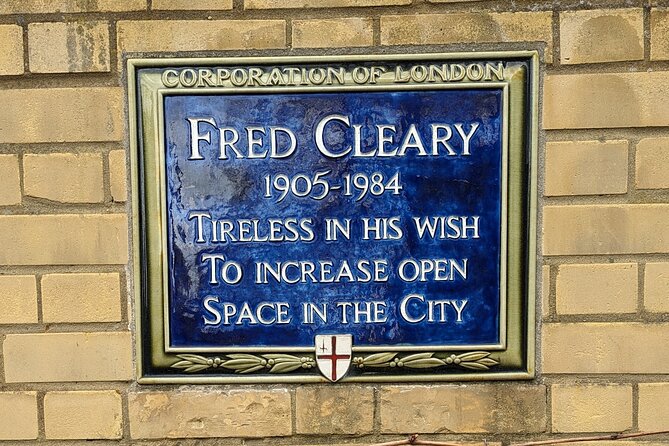 CORPORATION OF LONDON
FRED CLEARY
1905-1984
TIRELESS IN HIS WISH
TO INCREASE OPEN
SPACE IN THE CITY